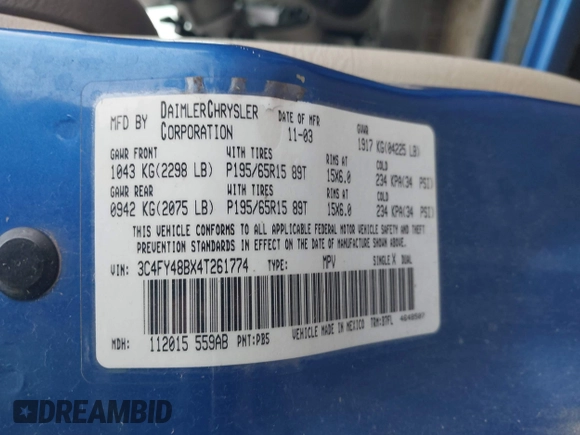 MFD BY DAIMLERCHRYSLER CORPORATION DATE OF MFR 11-03 GVWR 1917 KG(04225 LB)
GAWR FRONT WITH TIRES RIMS AT COLD
1043 KG(2298 LB) P195/65R15 89T 15X6.0 234 KPA(34 PSI)
GAWR REAR WITH TIRES RIMS AT COLD
0942 KG(2075 LB) P195/65R15 89T 15X6.0 234 KPA(34 PSI)
THIS VEHICLE CONFORMS TO ALL APPLICABLE FEDERAL MOTOR VEHICLE SAFETY AND THEFT
PREVENTION STANDARDS IN EFFECT ON THE DATE OF MANUFACTURE SHOWN ABOVE.
VIN: 3C4FY48BX4T261774 TYPE: MPV SINGLE X DUAL
VEHICLE MADE IN MEXICO
MDH: 112015 559AB PNT:PB5 TRM:D7FL
DREAMBID